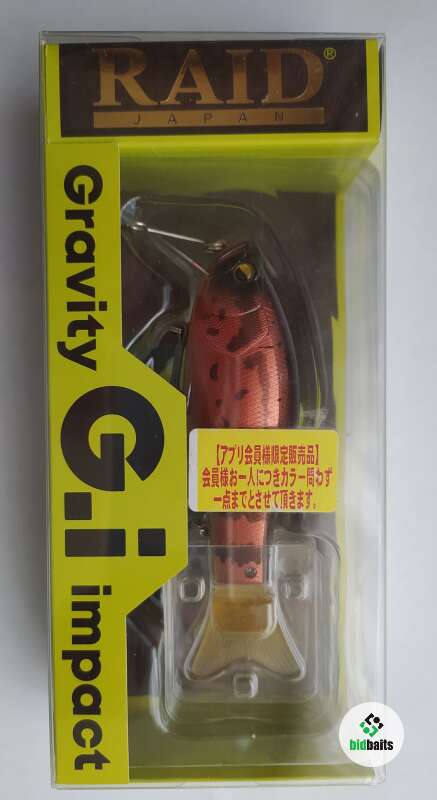 RAID®
JAPAN
Gravity
G.i
impact
【アプリ会員様限定販売品】
会員様お一人につきカラー問わず
一点までとさせて頂きます。
bidbaits